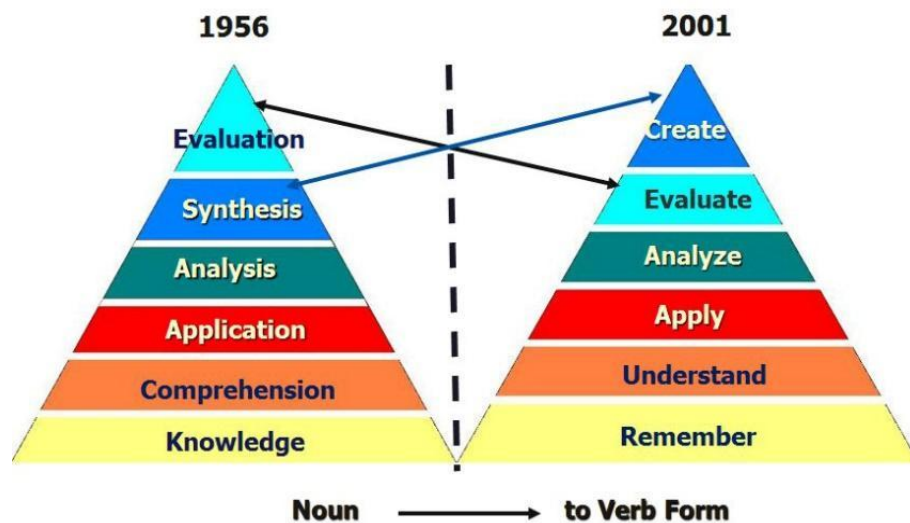 1956
Evaluation
Synthesis
Analysis
Application
Comprehension
Knowledge
2001
Create
Evaluate
Analyze
Apply
Understand
Remember
Noun to Verb Form